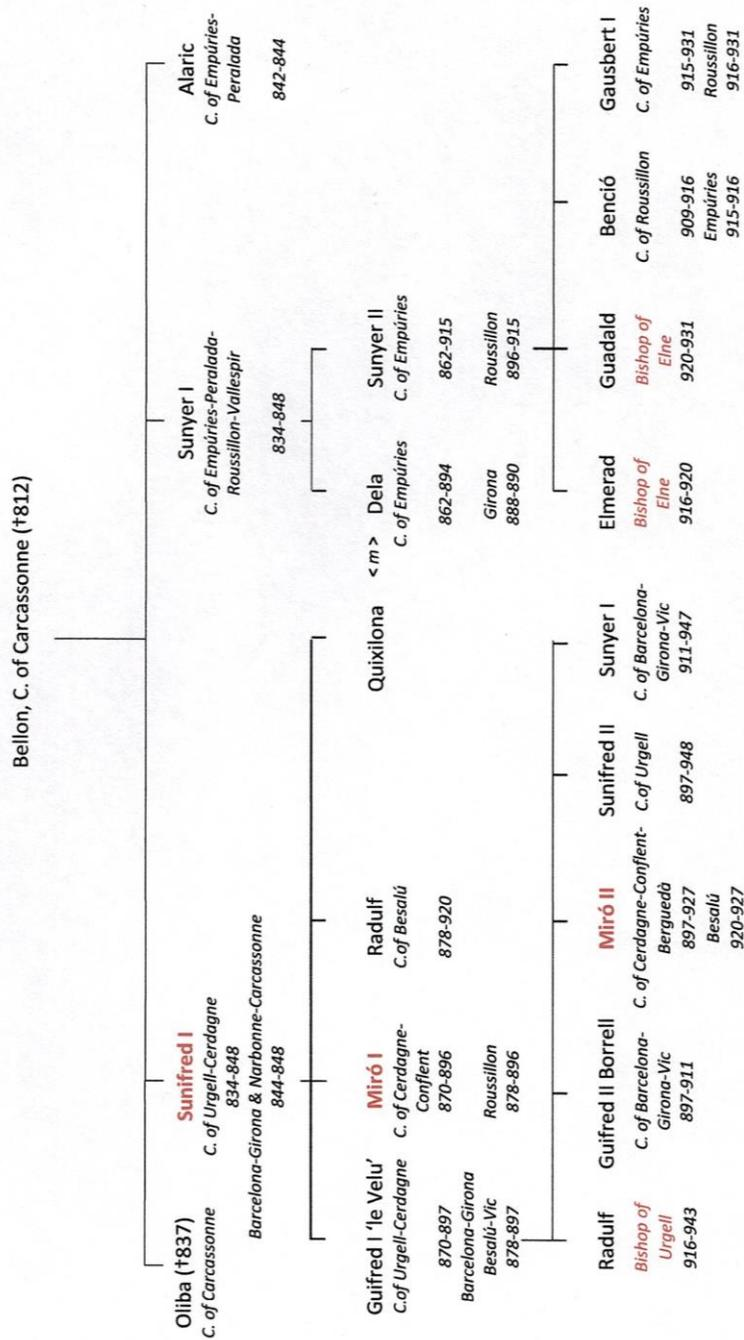 Bellon, C. of Carcassonne (†812)
Oliba (†837)
C. of Carcassonne
Sunifred I
C. of Urgell-Cerdagne
834-848
Barcelona-Girona & Narbonne-Carcassonne
844-848
Sunyer I
C. of Empúries-Peralada-
Roussillon-Vallespir
834-848
Alaric
C. of Empúries-
Peralada
842-844
Guifred I 'le Velu'
C.of Urgell-Cerdagne
870-897
Barcelona-Girona
Besalú-Vic
878-897
Miró I
C. of Cerdagne-
Conflent
870-896
Roussillon
878-896
Radulf
C.of Besalú
878-920
Quixilona
< m >
Dela
C. of Empúries
862-894
Girona
888-890
Sunyer II
C. of Empúries
862-915
Roussillon
896-915
Radulf
Bishop of
Urgell
916-943
Guifred II Borrell
C. of Barcelona-
Girona-Vic
897-911
Miró II
C. of Cerdagne-Conflent-
Berguedà
897-927
Besalú
920-927
Sunifred II
C.of Urgell
897-948
Sunyer I
C. of Barcelona-
Girona-Vic
911-947
Elmerad
Bishop of
Elne
916-920
Guadald
Bishop of
Elne
920-931
Benció
C. of Roussillon
909-916
Empúries
915-916
Gausbert I
C. of Empúries
915-931
Roussillon
916-931